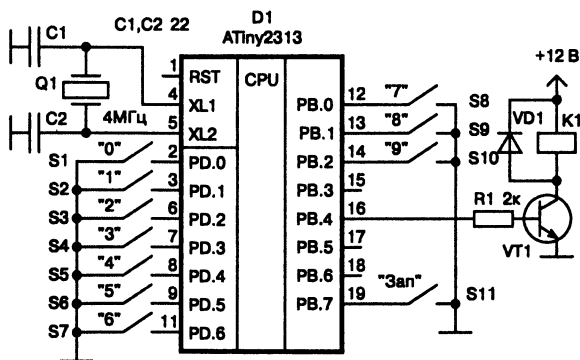 C1
C1,C2 22
D1
ATiny2313
+12 В
Q1
4МГц
C2
1 RST
4 XL1
5 XL2
S1 "0" 2 PD.0
S2 "1" 3 PD.1
S3 "2" 6 PD.2
S4 "3" 7 PD.3
S5 "4" 8 PD.4
S6 "5" 9 PD.5
S7 "6" 11 PD.6
CPU
PB.0 12 "7" S8
PB.1 13 "8" S9
PB.2 14 "9" S10
PB.3 15
PB.4 16
PB.5 17
PB.6 18
PB.7 19 "Зап" S11
VD1
K1
R1 2к
VT1